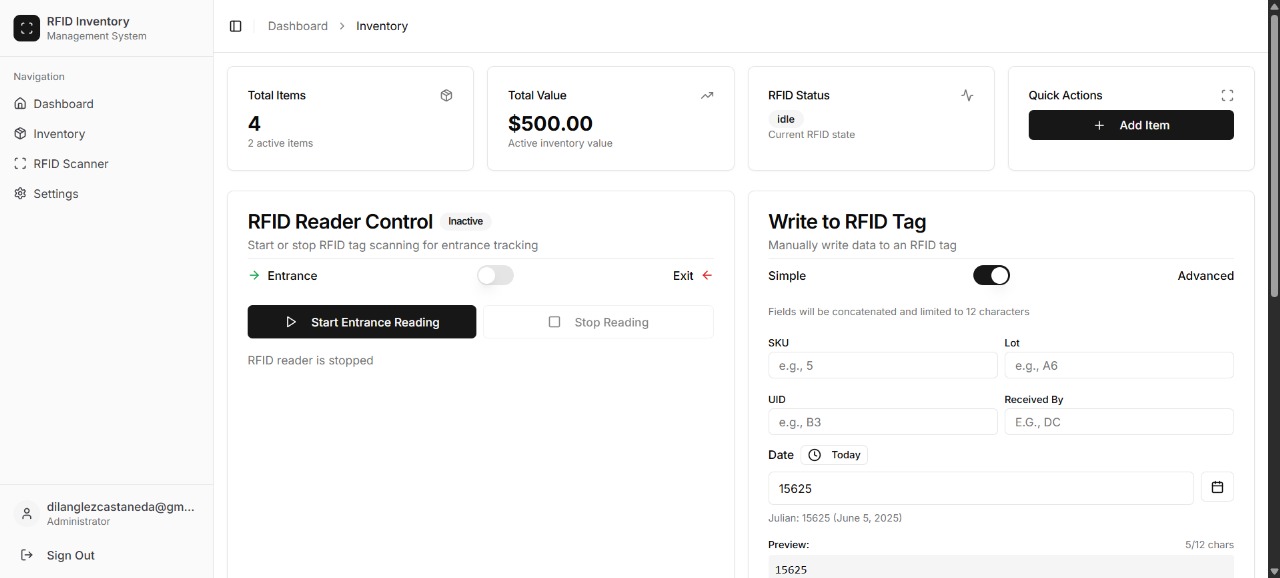 RFID Inventory
Management System
Navigation
Dashboard
Inventory
RFID Scanner
Settings
dilanglezcastaneda@gm...
Administrator
Sign Out
Dashboard > Inventory
Total Items
4
2 active items
Total Value
$500.00
Active inventory value
RFID Status
idle
Current RFID state
Quick Actions
+ Add Item
RFID Reader Control Inactive
Start or stop RFID tag scanning for entrance tracking
→ Entrance Exit ←
Start Entrance Reading Stop Reading
RFID reader is stopped
Write to RFID Tag
Manually write data to an RFID tag
Simple Advanced
Fields will be concatenated and limited to 12 characters
SKU Lot
e.g., 5 e.g., A6
UID Received By
e.g., B3 E.G., DC
Date Today
15625
Julian: 15625 (June 5, 2025)
Preview: 5/12 chars
15625